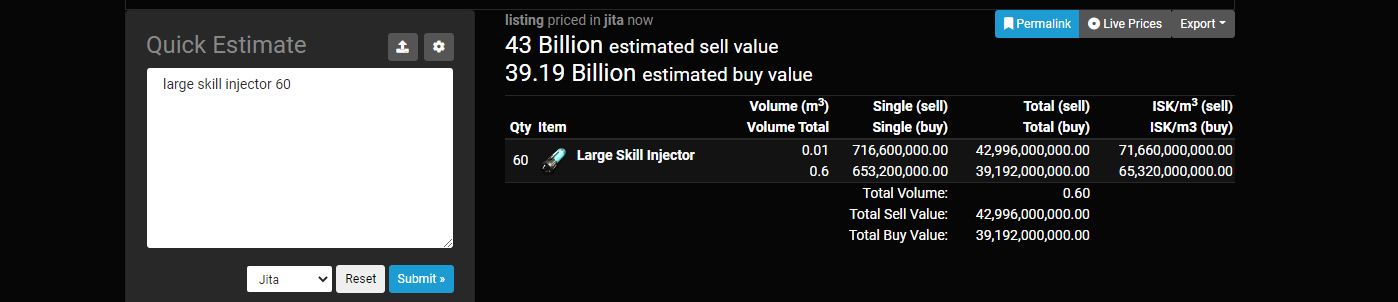 Quick Estimate
large skill injector 60
Jita
Reset
Submit »
listing priced in jita now
43 Billion estimated sell value
39.19 Billion estimated buy value
Permalink
Live Prices
Export
Volume (m3) Single (sell) Total (sell) ISK/m3 (sell)
Qty Item Volume Total Single (buy) Total (buy) ISK/m3 (buy)
60 Large Skill Injector 0.01 716,600,000.00 42,996,000,000.00 71,660,000,000.00
0.6 653,200,000.00 39,192,000,000.00 65,320,000,000.00
Total Volume: 0.60
Total Sell Value: 42,996,000,000.00
Total Buy Value: 39,192,000,000.00